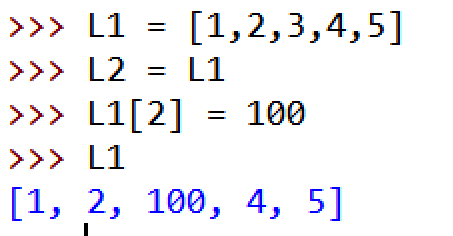 >>> L1 = [1,2,3,4,5]
>>> L2 = L1
>>> L1[2] = 100
>>> L1
[1, 2, 100, 4, 5]